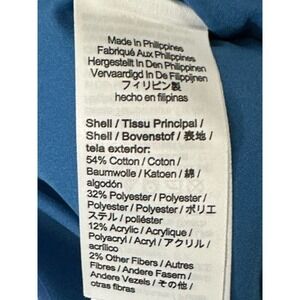 Made In Philippines
Fabriqué Aux Philippines
Hergestellt In Den Philippinen
Vervaardigd In De Filippijnen
フィリピン製
hecho en filipinas
Shell / Tissu Principal /
Shell / Bovenstof / 表地 /
tela exterior:
54% Cotton / Coton /
Baumwolle / Katoen / 綿 /
algodón
32% Polyester / Polyester /
Polyester / Polyester / ポリエ
ステル / poliéster
12% Acrylic / Acrylique /
Polyacryl / Acryl / アクリル /
acrílico
2% Other Fibers / Autres
Fibres / Andere Fasern /
Andere Vezels / その他 /
otras fibras